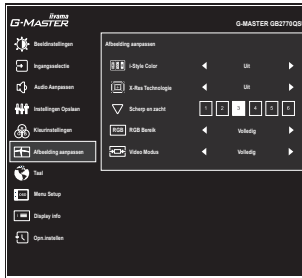 iiyama
G-MASTER
G-MASTER GB2770QS
Beeldinstellingen
Ingangsselectie
Audio Aanpassen
Instellingen Opslaan
Kleurinstellingen
Afbeelding aanpassen
Taal
OSD Menu Setup
Display info
Opn.instellen
Afbeelding aanpassen
i-Style Color Uit
X-Res Technologie Uit
Scherp en zacht 1 2 3 4 5 6
RGB RGB Bereik Volledig
Video Modus Volledig